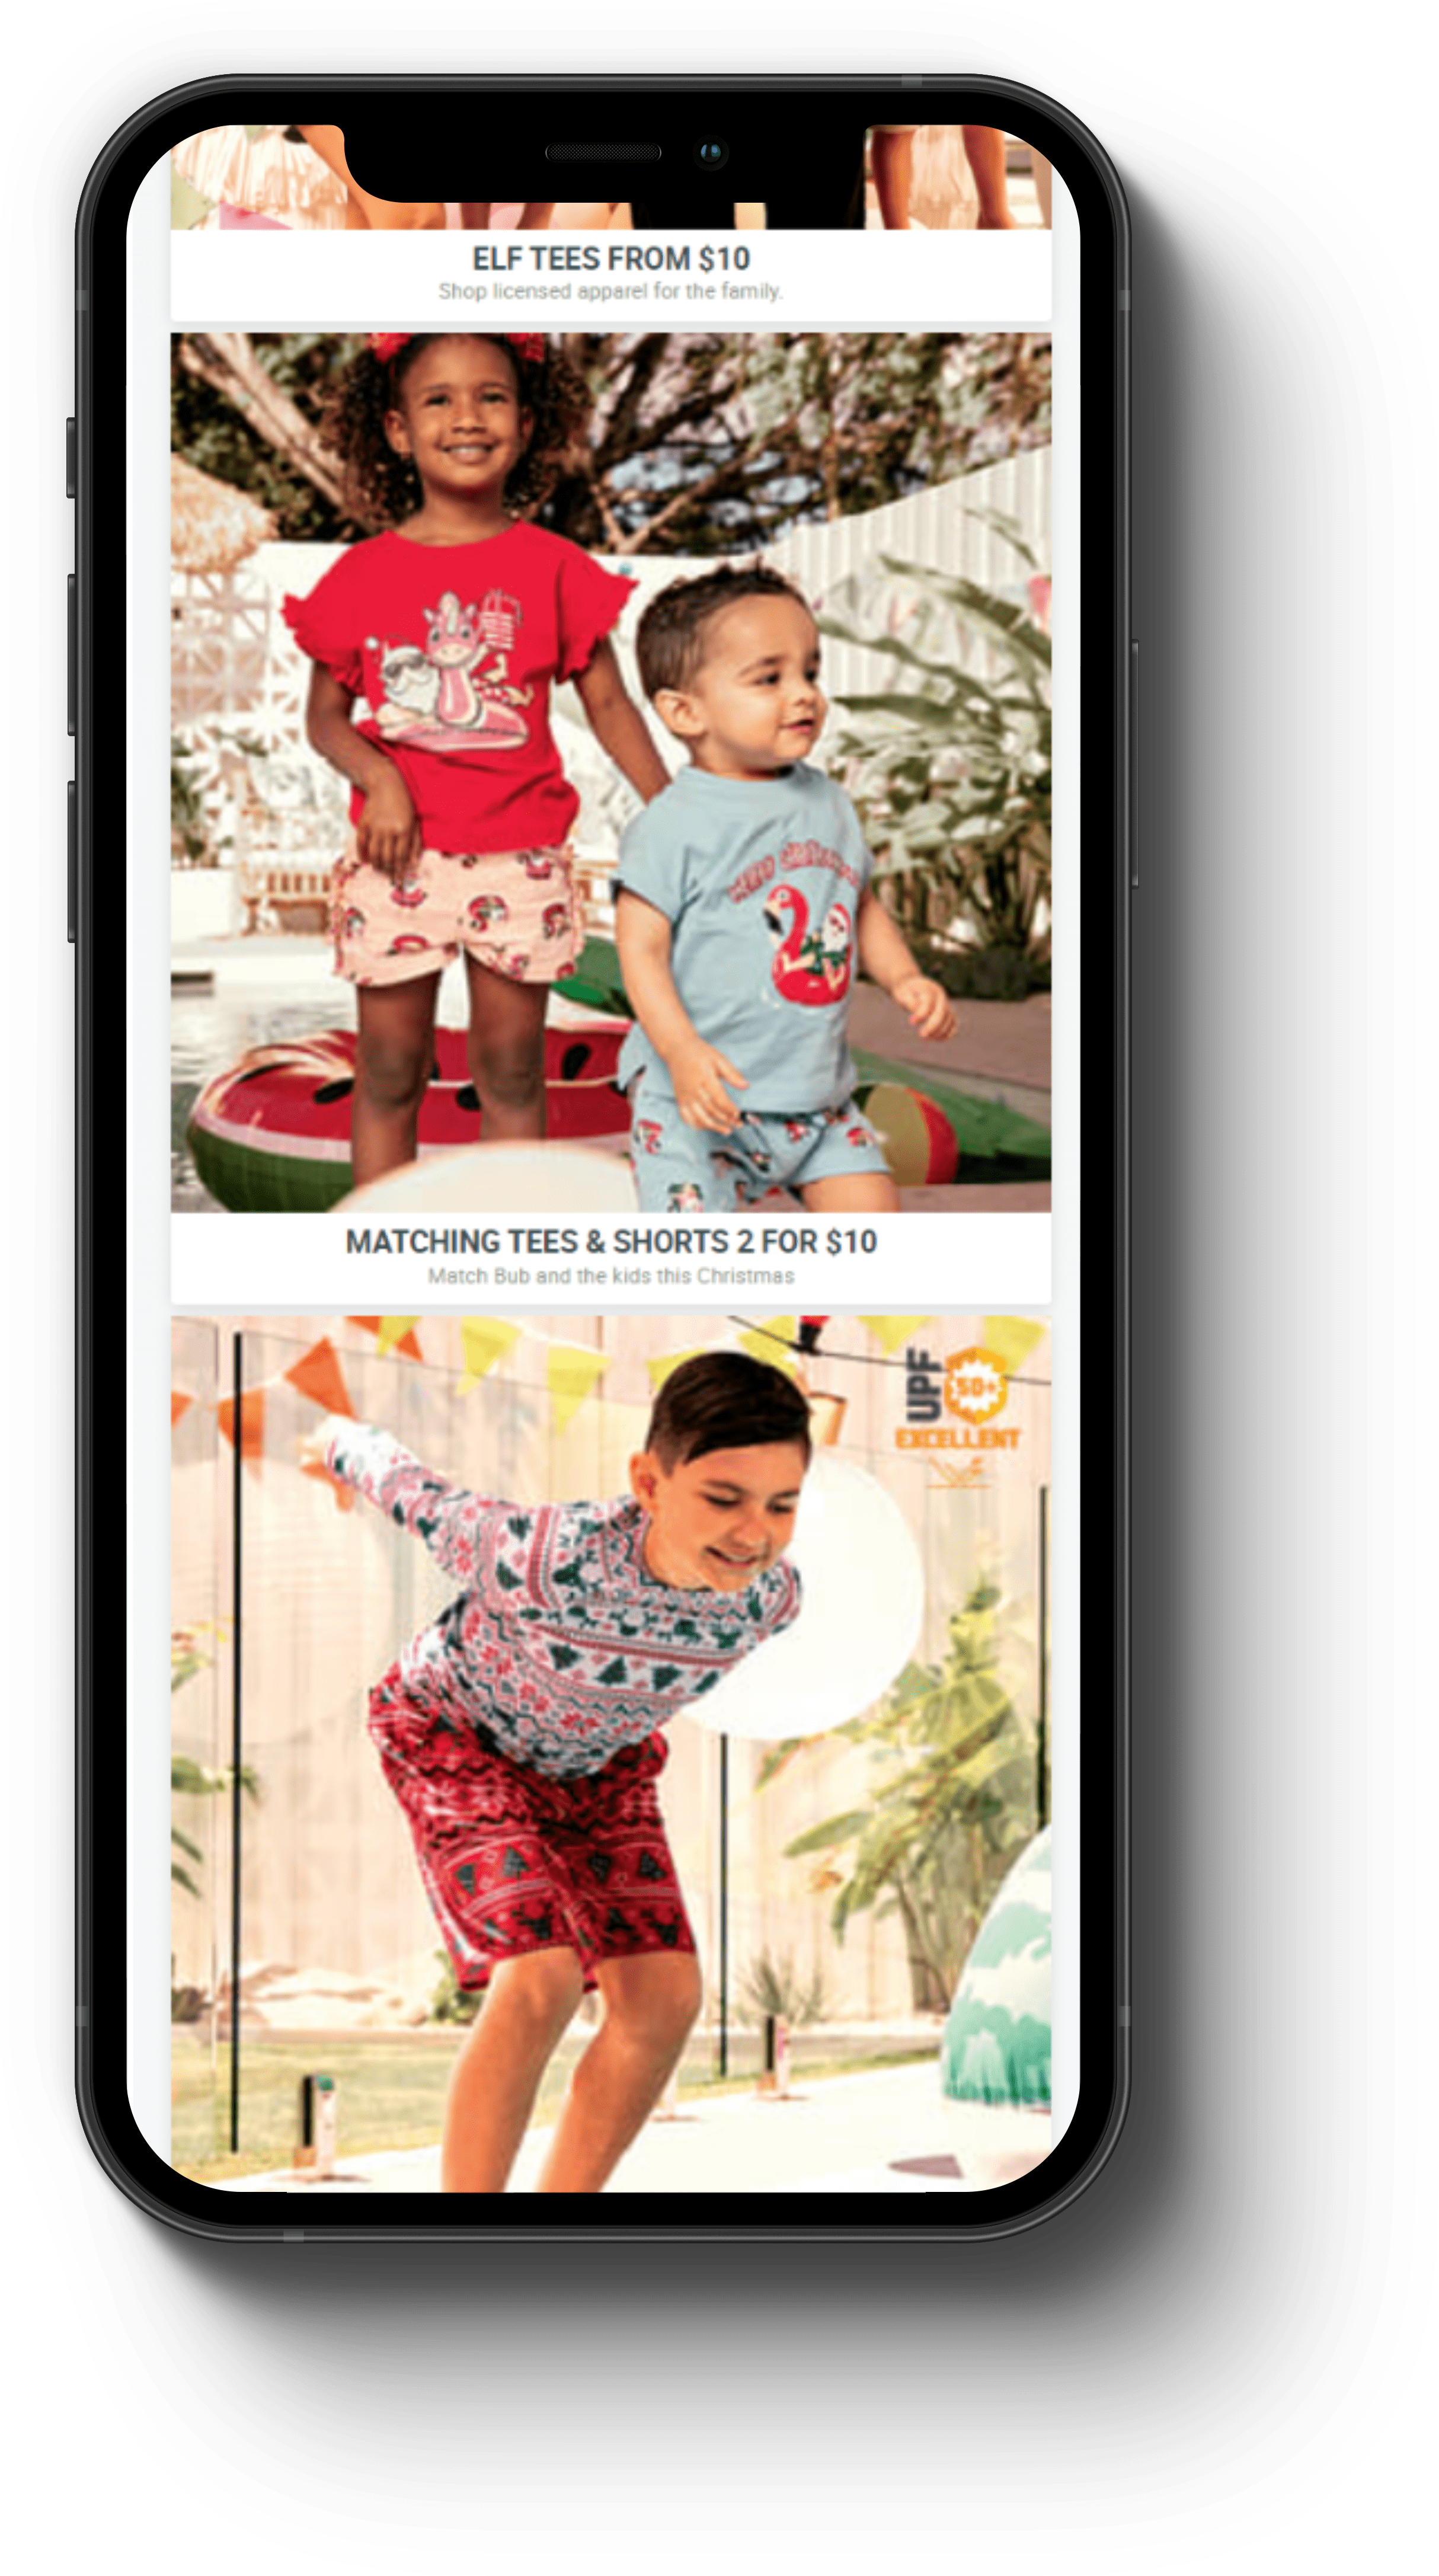 ELF TEES FROM $10
Shop licensed apparel for the family.
MATCHING TEES & SHORTS 2 FOR $10
Match Bub and the kids this Christmas
UPF
50+
EXCELLENT